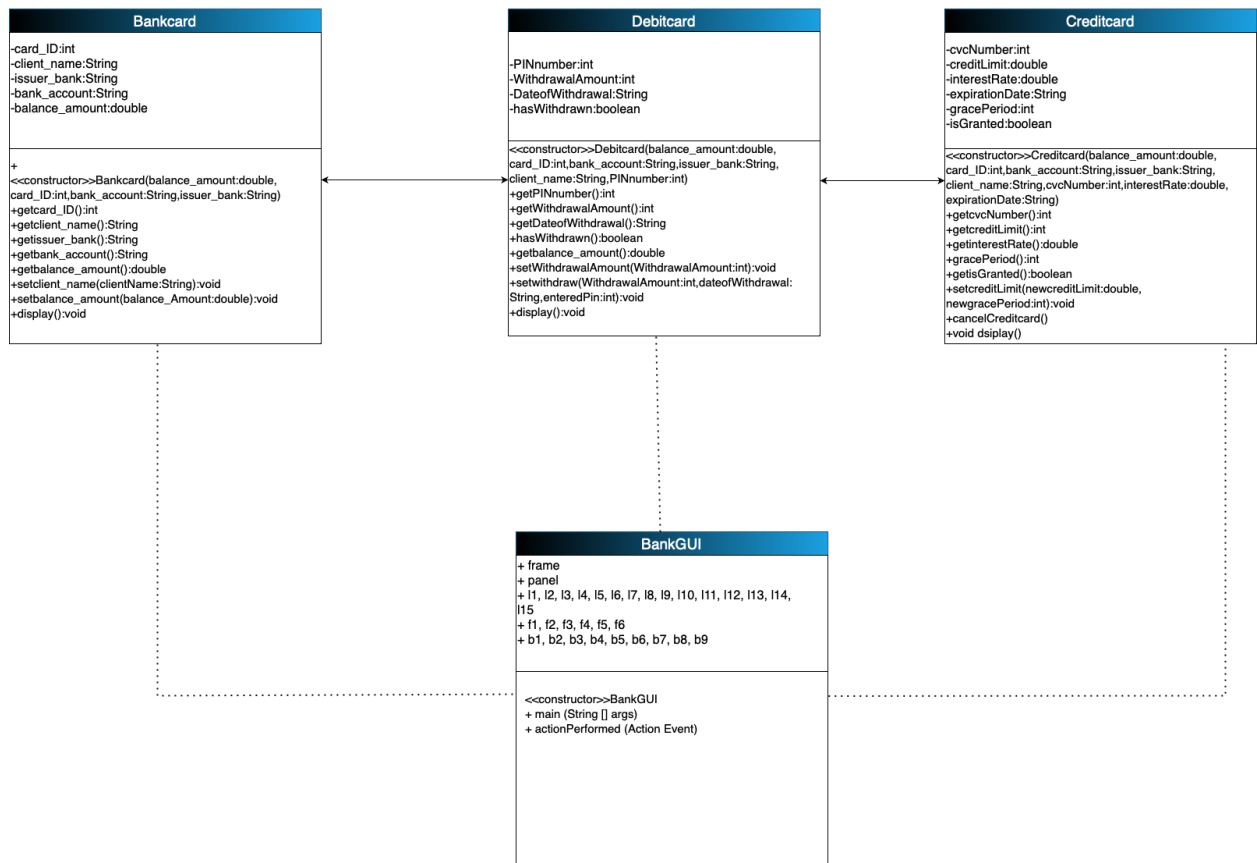 Bankcard
-card_ID:int
-client_name:String
-issuer_bank:String
-bank_account:String
-balance_amount:double
+
<<constructor>>Bankcard(balance_amount:double,
card_ID:int,bank_account:String,issuer_bank:String)
+getcard_ID():int
+getclient_name():String
+getissuer_bank():String
+getbank_account():String
+getbalance_amount():double
+setclient_name(clientName:String):void
+setbalance_amount(balance_Amount:double):void
+display():void
Debitcard
-PINnumber:int
-WithdrawalAmount:int
-DateofWithdrawal:String
-hasWithdrawn:boolean
<<constructor>>Debitcard(balance_amount:double,
card_ID:int,bank_account:String,issuer_bank:String,
client_name:String,PINnumber:int)
+getPINnumber():int
+getWithdrawalAmount():int
+getDateofWithdrawal():String
+hasWithdrawn():boolean
+getbalance_amount():double
+setWithdrawalAmount(WithdrawalAmount:int):void
+setwithdraw(WithdrawalAmount:int,dateofWithdrawal:
String,enteredPin:int):void
+display():void
Creditcard
-cvcNumber:int
-creditLimit:double
-interestRate:double
-expirationDate:String
-gracePeriod:int
-isGranted:boolean
<<constructor>>Creditcard(balance_amount:double,
card_ID:int,bank_account:String,issuer_bank:String,
client_name:String,cvcNumber:int,interestRate:double,
expirationDate:String)
+getcvcNumber():int
+getcreditLimit():int
+getinterestRate():double
+gracePeriod():int
+getisGranted():boolean
+setcreditLimit(newcreditLimit:double,
newgracePeriod:int):void
+cancelCreditcard()
+void dsiplay()
BankGUI
+ frame
+ panel
+ l1, l2, l3, l4, l5, l6, l7, l8, l9, l10, l11, l12, l13, l14,
l15
+ f1, f2, f3, f4, f5, f6
+ b1, b2, b3, b4, b5, b6, b7, b8, b9
<<constructor>>BankGUI
+ main (String [] args)
+ actionPerformed (Action Event)